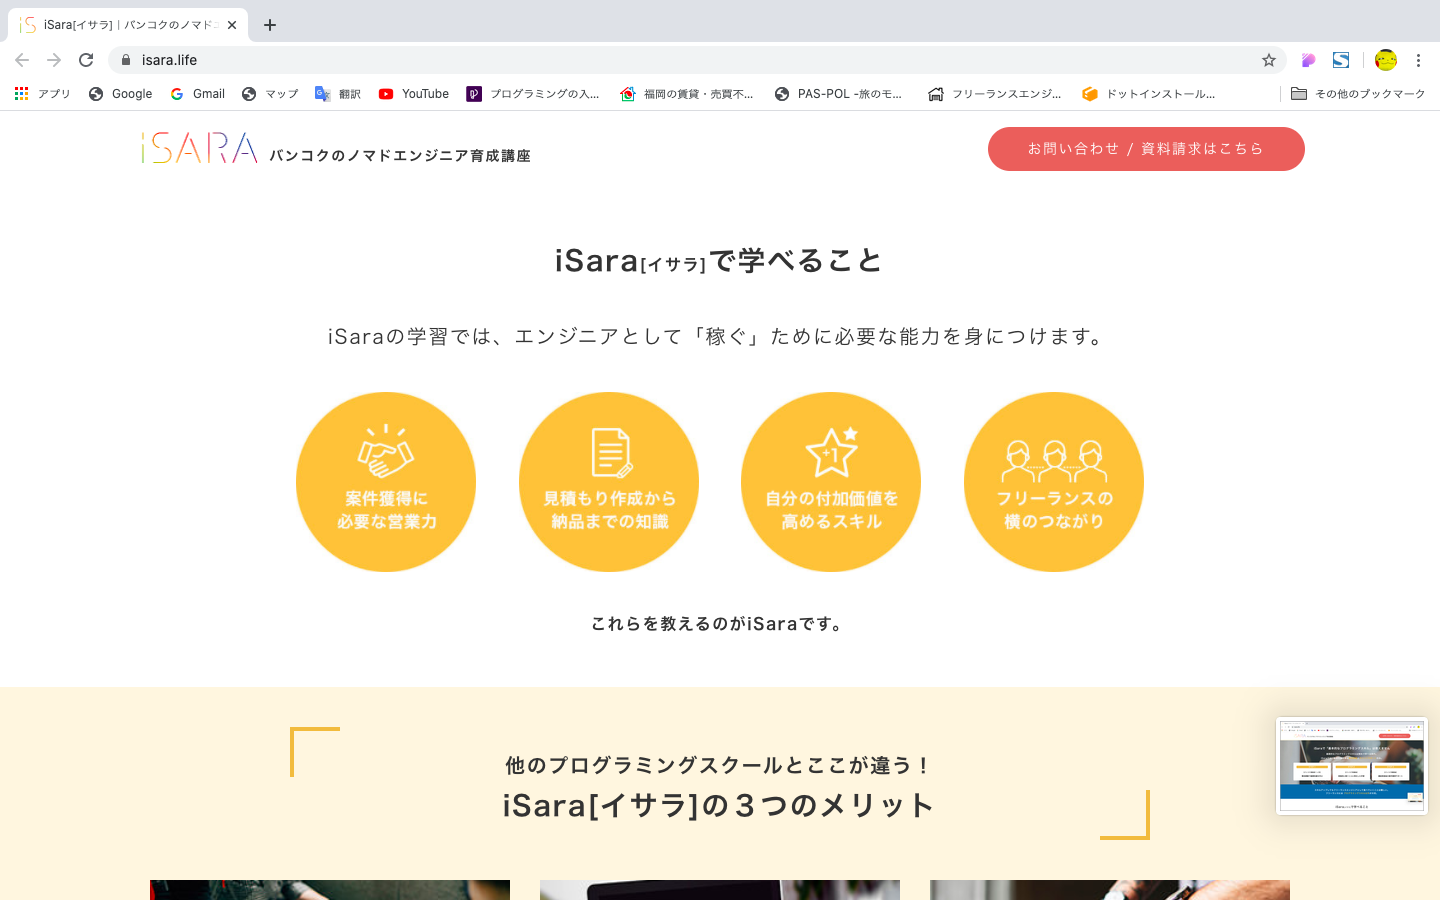 iSara[イサラ] | バンコクのノマドエ
isara.life
アプリ
Google
Gmail
マップ
翻訳
YouTube
プログラミングの入...
福岡の賃貸・売買不...
PAS-POL -旅のモ...
フリーランスエンジ...
ドットインストール...
その他のブックマーク
iSARA バンコクのノマドエンジニア育成講座
お問い合わせ / 資料請求はこちら
iSara[イサラ]で学べること
iSaraの学習では、エンジニアとして「稼ぐ」ために必要な能力を身につけます。
案件獲得に
必要な営業力
見積もり作成から
納品までの知識
+1
自分の付加価値を
高めるスキル
フリーランスの
横のつながり
これらを教えるのがiSaraです。
他のプログラミングスクールとここが違う！
iSara[イサラ]の３つのメリット